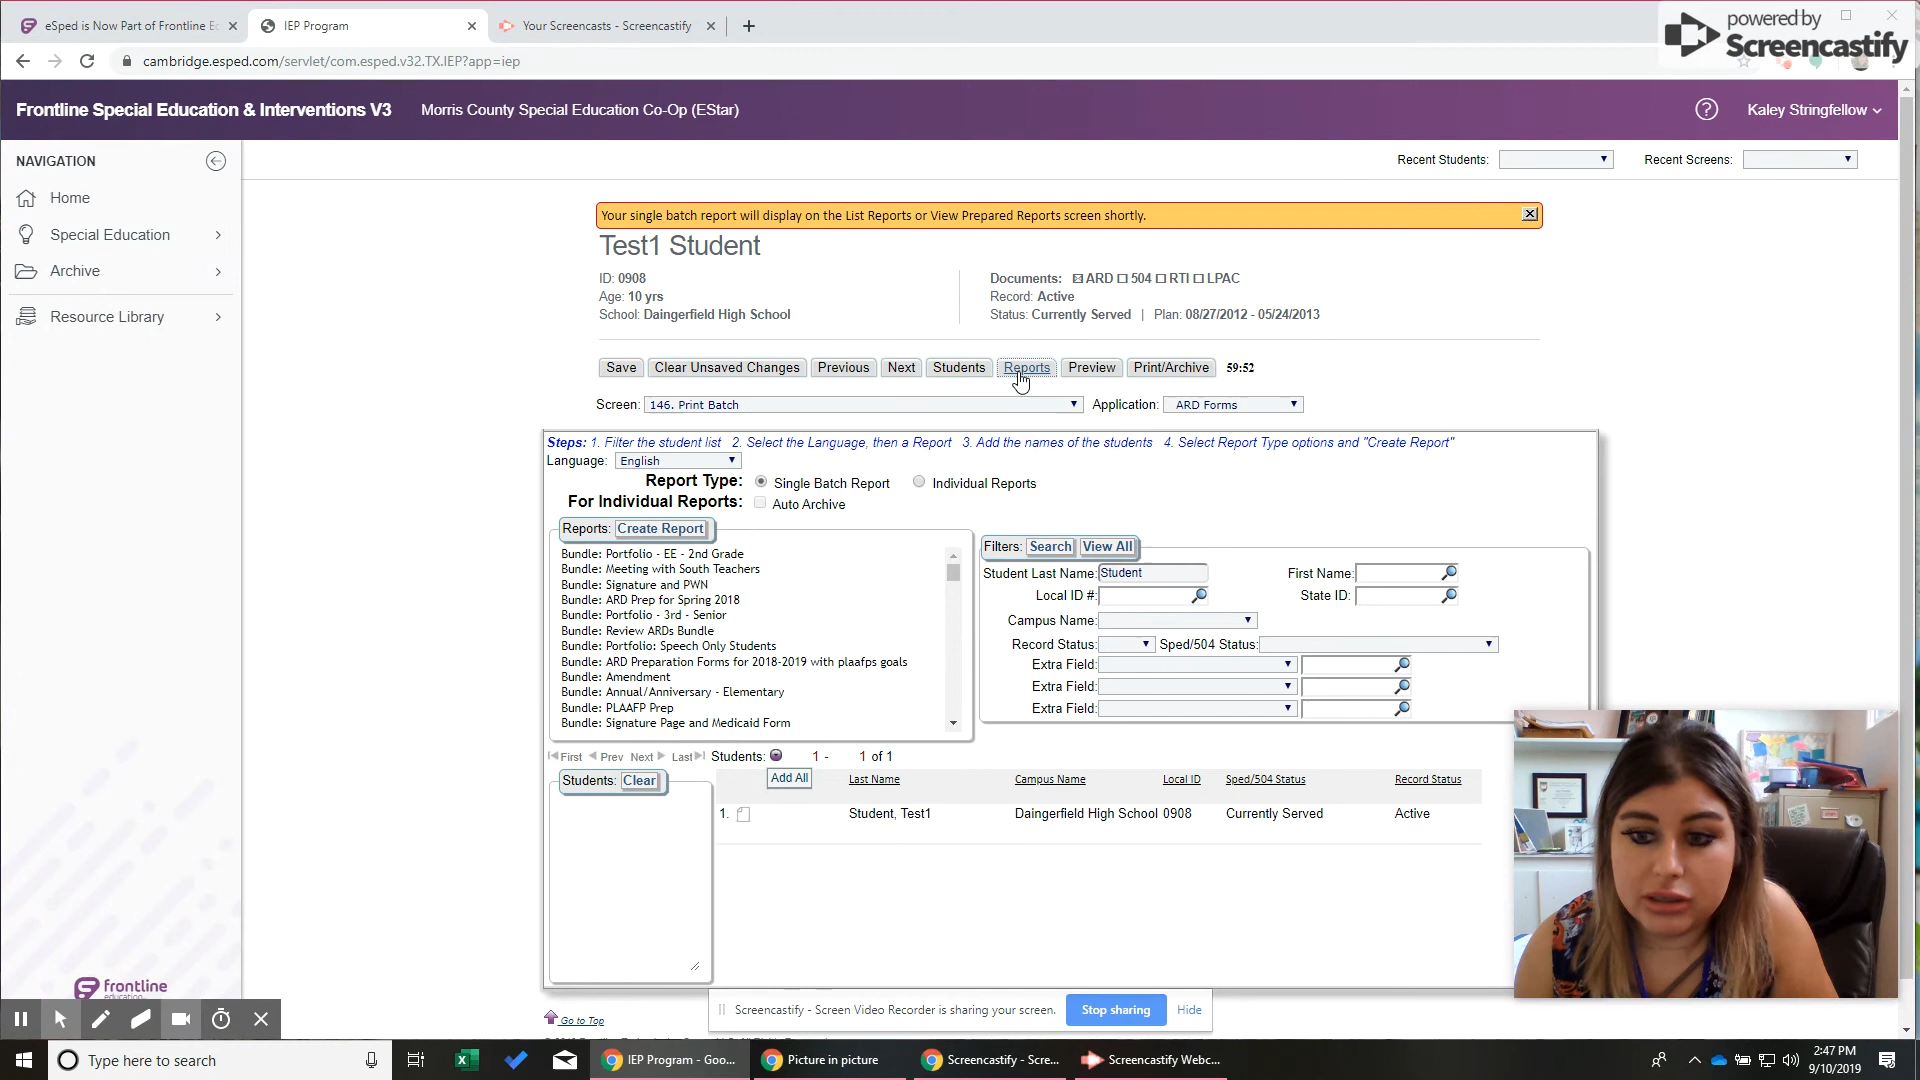 eSped is Now Part of Frontline E
IEP Program
Your Screencasts - Screencastify
powered by
Screencastify
cambridge.esped.com/servlet/com.esped.v32.TX.IEP?app=iep
Frontline Special Education & Interventions V3
Morris County Special Education Co-Op (EStar)
Kaley Stringfellow
NAVIGATION
Home
Special Education
Archive
Resource Library
Recent Students:
Recent Screens:
Your single batch report will display on the List Reports or View Prepared Reports screen shortly.
Test1 Student
ID: 0908
Age: 10 yrs
School: Daingerfield High School
Documents: ARD 504 RTI LPAC
Record: Active
Status: Currently Served | Plan: 08/27/2012 - 05/24/2013
Save Clear Unsaved Changes Previous Next Students Reports Preview Print/Archive 59:52
Screen: 146. Print Batch Application: ARD Forms
Steps: 1. Filter the student list 2. Select the Language, then a Report 3. Add the names of the students 4. Select Report Type options and "Create Report"
Language: English
Report Type: Single Batch Report Individual Reports
For Individual Reports: Auto Archive
Reports: Create Report
Bundle: Portfolio - EE - 2nd Grade
Bundle: Meeting with South Teachers
Bundle: Signature and PWN
Bundle: ARD Prep for Spring 2018
Bundle: Portfolio - 3rd - Senior
Bundle: Review ARDs Bundle
Bundle: Portfolio: Speech Only Students
Bundle: ARD Preparation Forms for 2018-2019 with plaafps goals
Bundle: Amendment
Bundle: Annual/Anniversary - Elementary
Bundle: PLAAFP Prep
Bundle: Signature Page and Medicaid Form
Filters: Search View All
Student Last Name: Student First Name:
Local ID #: State ID:
Campus Name:
Record Status: Sped/504 Status:
Extra Field:
Extra Field:
Extra Field:
First Prev Next Last Students: 1 - 1 of 1
Students: Clear
Add All Last Name Campus Name Local ID Sped/504 Status Record Status
1. Student, Test1 Daingerfield High School 0908 Currently Served Active
frontline
education
Go to Top
Screencastify - Screen Video Recorder is sharing your screen. Stop sharing Hide
Type here to search
IEP Program - Goo...
Picture in picture
Screencastify - Scre...
Screencastify Webc...
2:47 PM
9/10/2019